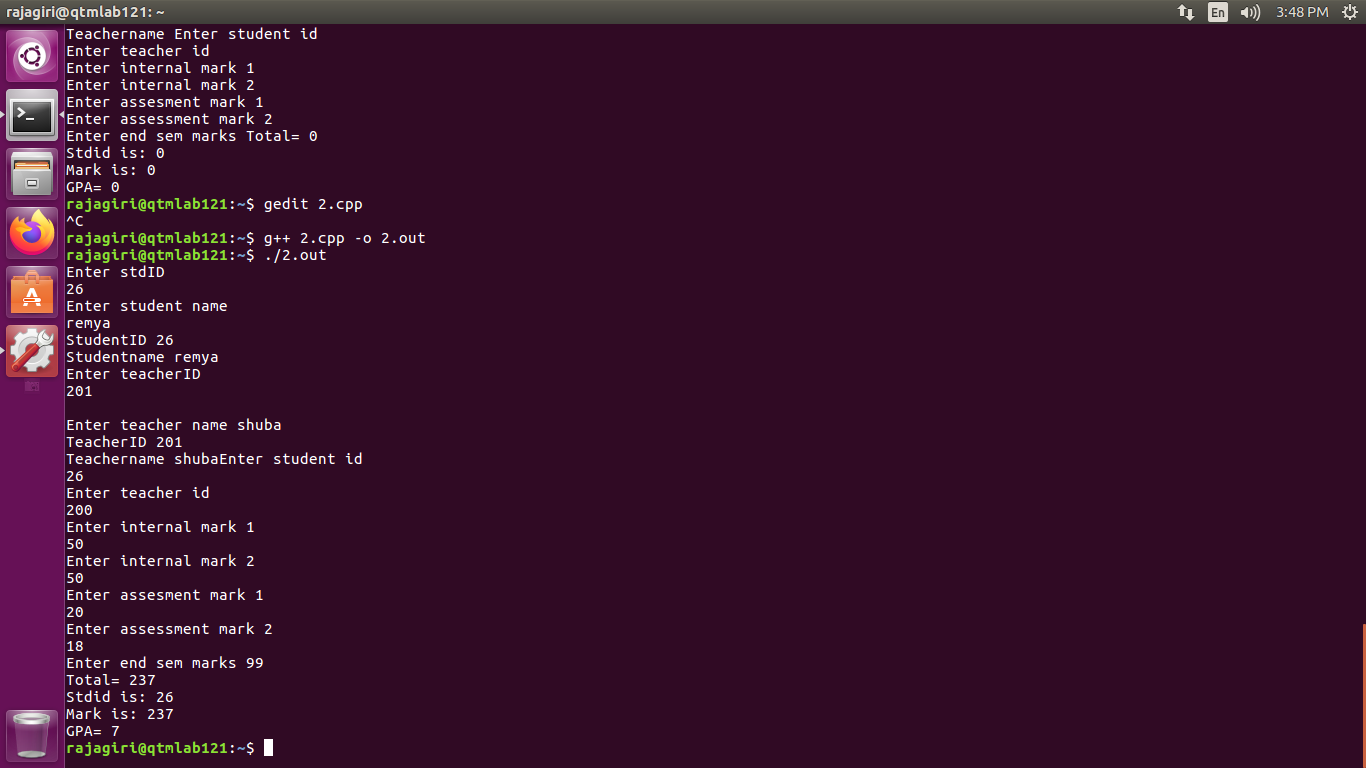 rajagiri@qtmlab121: ~
En
3:48 PM
Teachername Enter student id
Enter teacher id
Enter internal mark 1
Enter internal mark 2
Enter assesment mark 1
Enter assessment mark 2
Enter end sem marks Total= 0
Stdid is: 0
Mark is: 0
GPA= 0
rajagiri@qtmlab121:~$ gedit 2.cpp
^C
rajagiri@qtmlab121:~$ g++ 2.cpp -o 2.out
rajagiri@qtmlab121:~$ ./2.out
Enter stdID
26
Enter student name
remya
StudentID 26
Studentname remya
Enter teacherID
201
Enter teacher name shuba
TeacherID 201
Teachername shubaEnter student id
26
Enter teacher id
200
Enter internal mark 1
50
Enter internal mark 2
50
Enter assesment mark 1
20
Enter assessment mark 2
18
Enter end sem marks 99
Total= 237
Stdid is: 26
Mark is: 237
GPA= 7
rajagiri@qtmlab121:~$